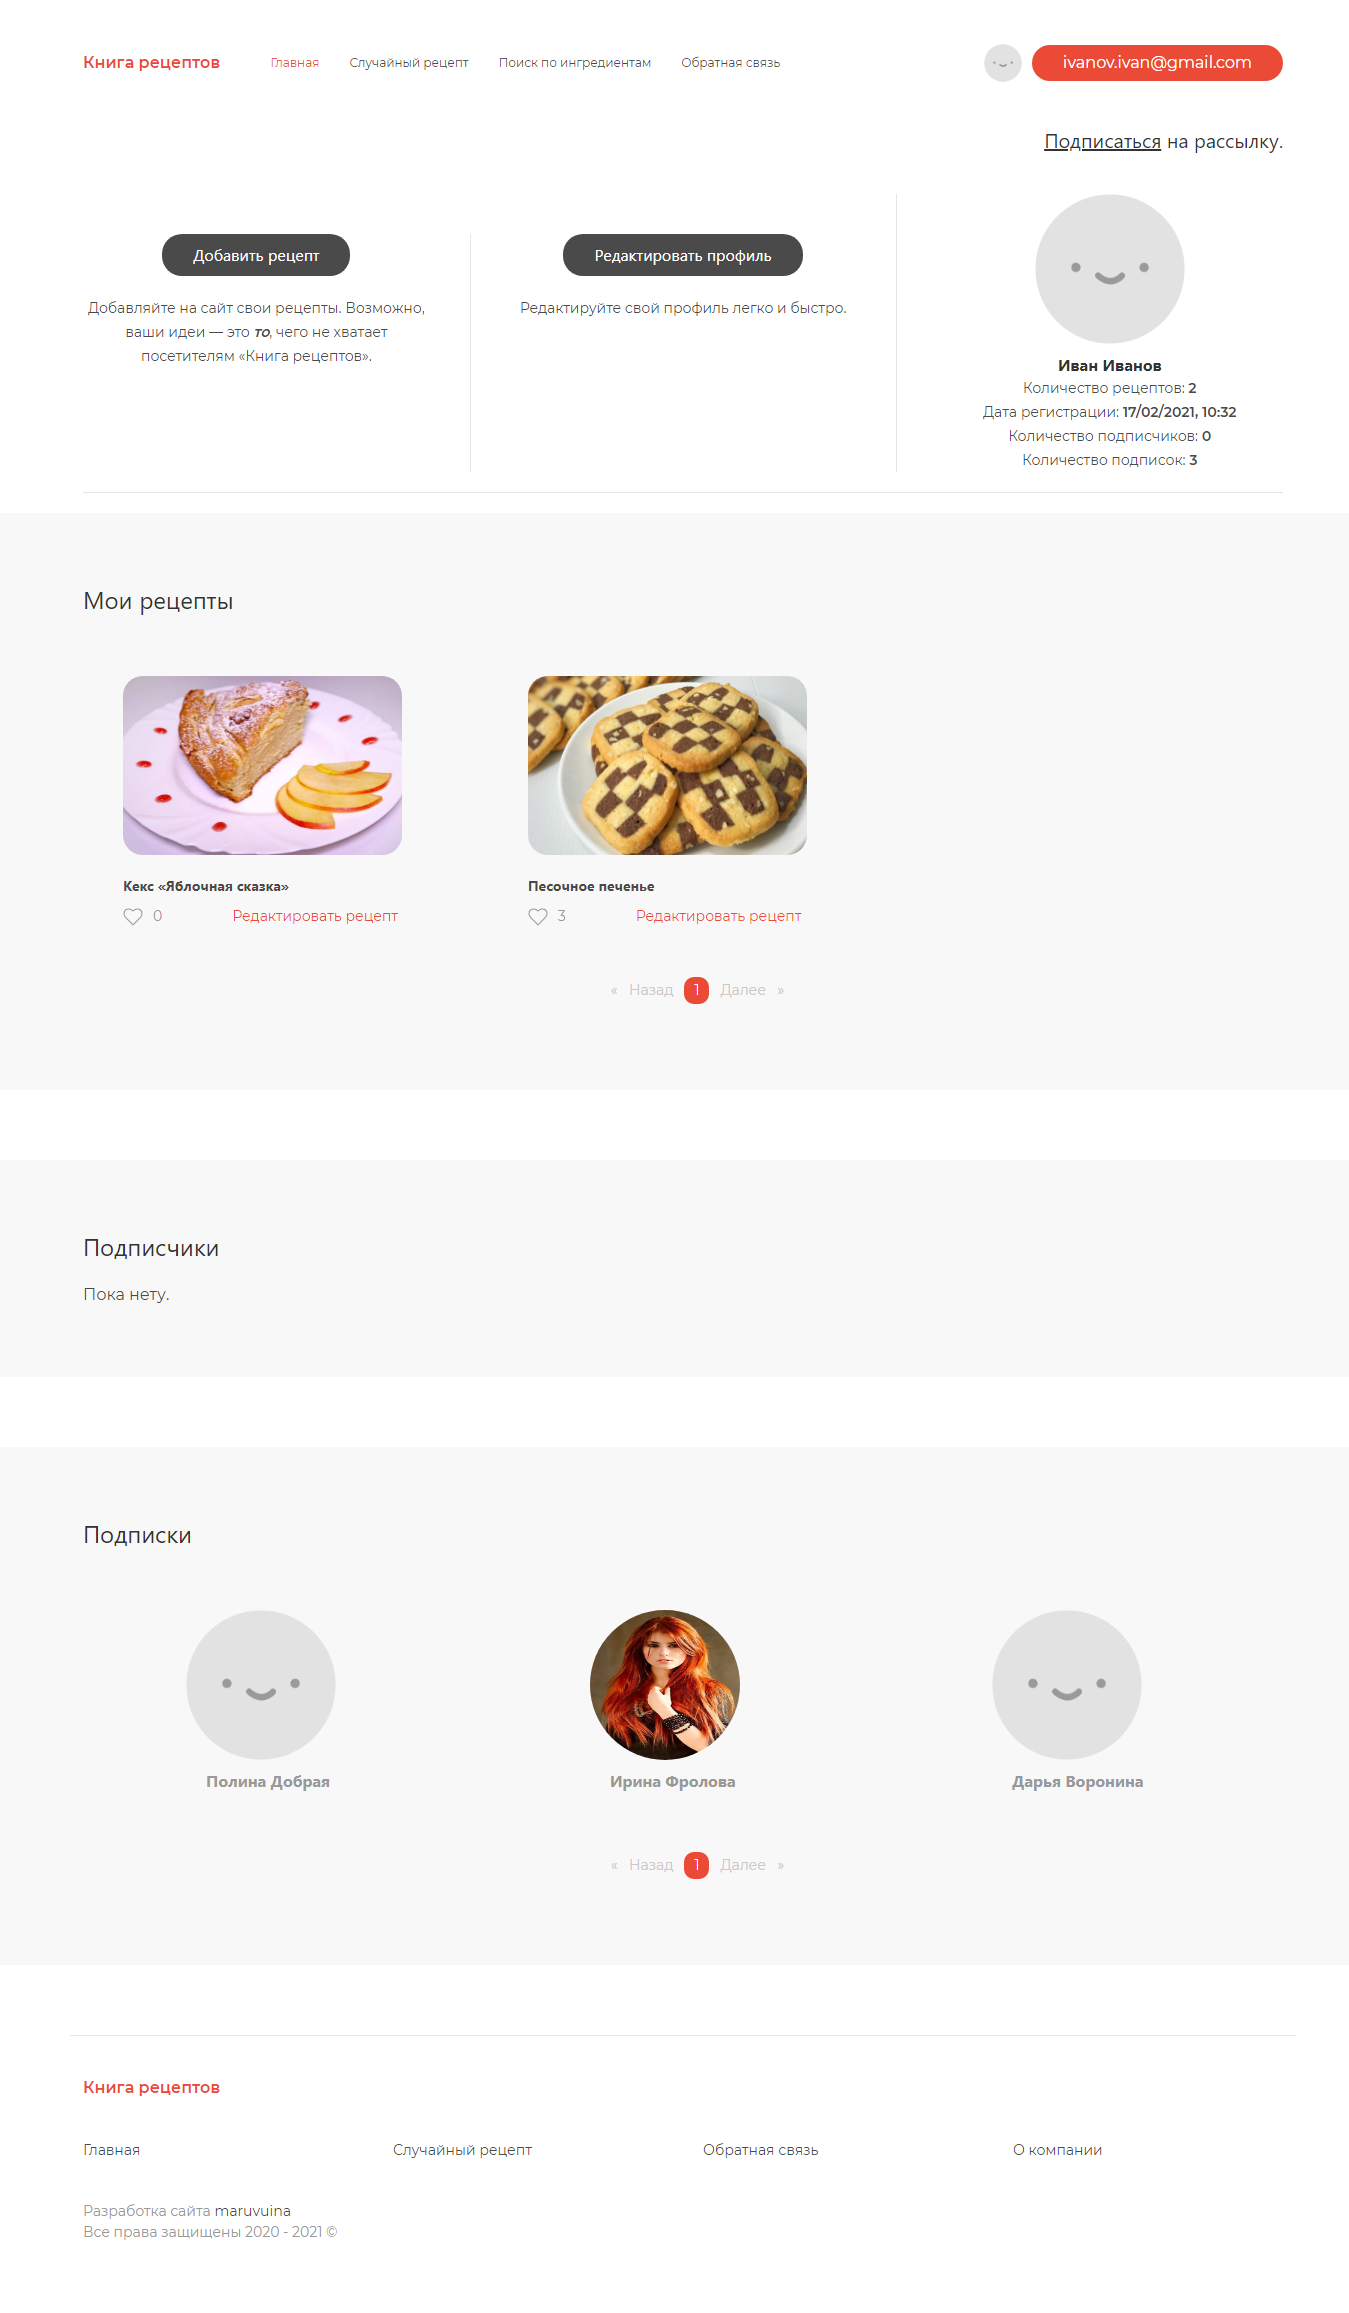 Книга рецептов
Главная
Случайный рецепт
Поиск по ингредиентам
Обратная связь
ivanov.ivan@gmail.com
Подписаться на рассылку.
Добавить рецепт
Добавляйте на сайт свои рецепты. Возможно,
ваши идеи — это то, чего не хватает
посетителям «Книга рецептов».
Редактировать профиль
Редактируйте свой профиль легко и быстро.
Иван Иванов
Количество рецептов: 2
Дата регистрации: 17/02/2021, 10:32
Количество подписчиков: 0
Количество подписок: 3
Мои рецепты
Кекс «Яблочная сказка»
0 Редактировать рецепт
Песочное печенье
3 Редактировать рецепт
« Назад 1 Далее »
Подписчики
Пока нету.
Подписки
Полина Добрая
Ирина Фролова
Дарья Воронина
« Назад 1 Далее »
Книга рецептов
Главная
Случайный рецепт
Обратная связь
О компании
Разработка сайта maruvuina
Все права защищены 2020 - 2021 ©